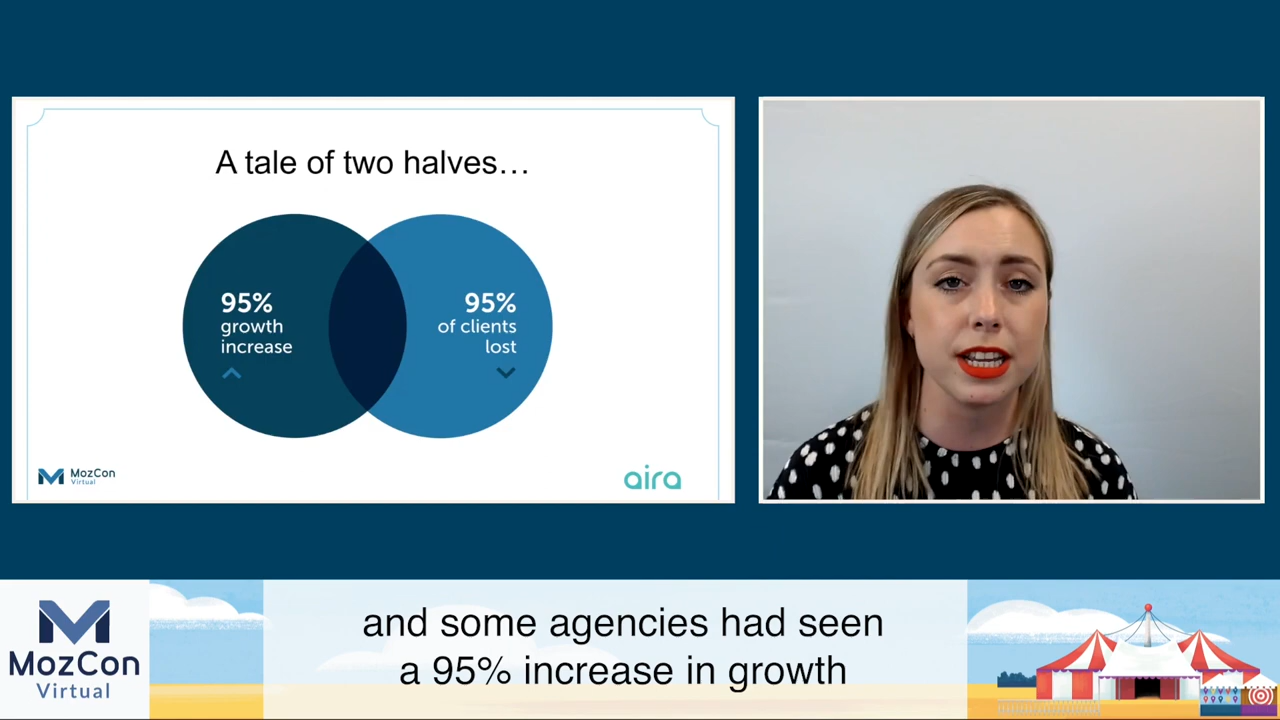 A tale of two halves…
95%
growth
increase
95%
of clients
lost
MozCon
Virtual
aira
MozCon
Virtual
and some agencies had seen
a 95% increase in growth